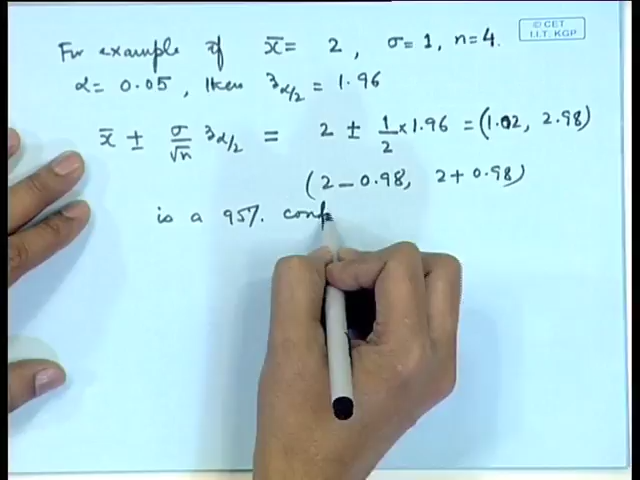 © CET
I.I.T. KGP
For example if x̄ = 2, σ = 1, n = 4.
α = 0.05, then z_{α/2} = 1.96
x̄ ± σ/√n z_{α/2} = 2 ± 1/2 × 1.96 = (1.02, 2.98)
(2 − 0.98, 2 + 0.98)
is a 95%. conf